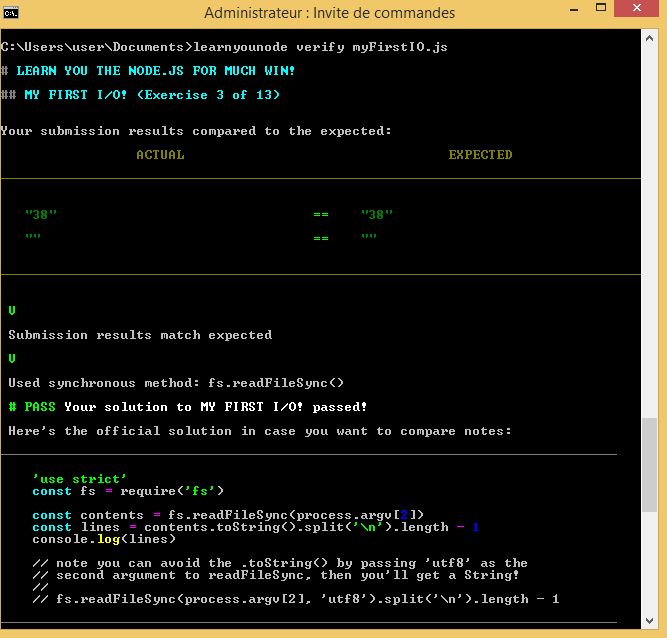 Administrateur : Invite de commandes
C:\Users\user\Documents>learnyounode verify myFirstIO.js
# LEARN YOU THE NODE.JS FOR MUCH WIN!
## MY FIRST I/O! (Exercise 3 of 13)
Your submission results compared to the expected:
ACTUAL EXPECTED
"38" == "38"
"" == ""
V
Submission results match expected
V
Used synchronous method: fs.readFileSync()
# PASS Your solution to MY FIRST I/O! passed!
Here's the official solution in case you want to compare notes:
'use strict'
const fs = require('fs')
const contents = fs.readFileSync(process.argv[2])
const lines = contents.toString().split('\n').length - 1
console.log(lines)
// note you can avoid the .toString() by passing 'utf8' as the
// second argument to readFileSync, then you'll get a String!
//
// fs.readFileSync(process.argv[2], 'utf8').split('\n').length - 1